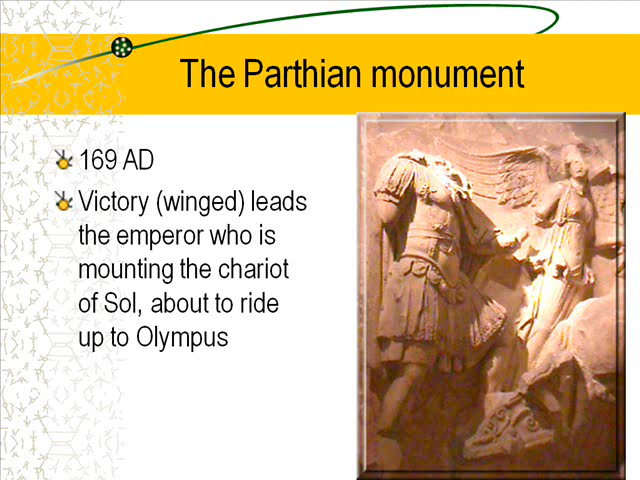 The Parthian monument
169 AD
Victory (winged) leads
the emperor who is
mounting the chariot
of Sol, about to ride
up to Olympus